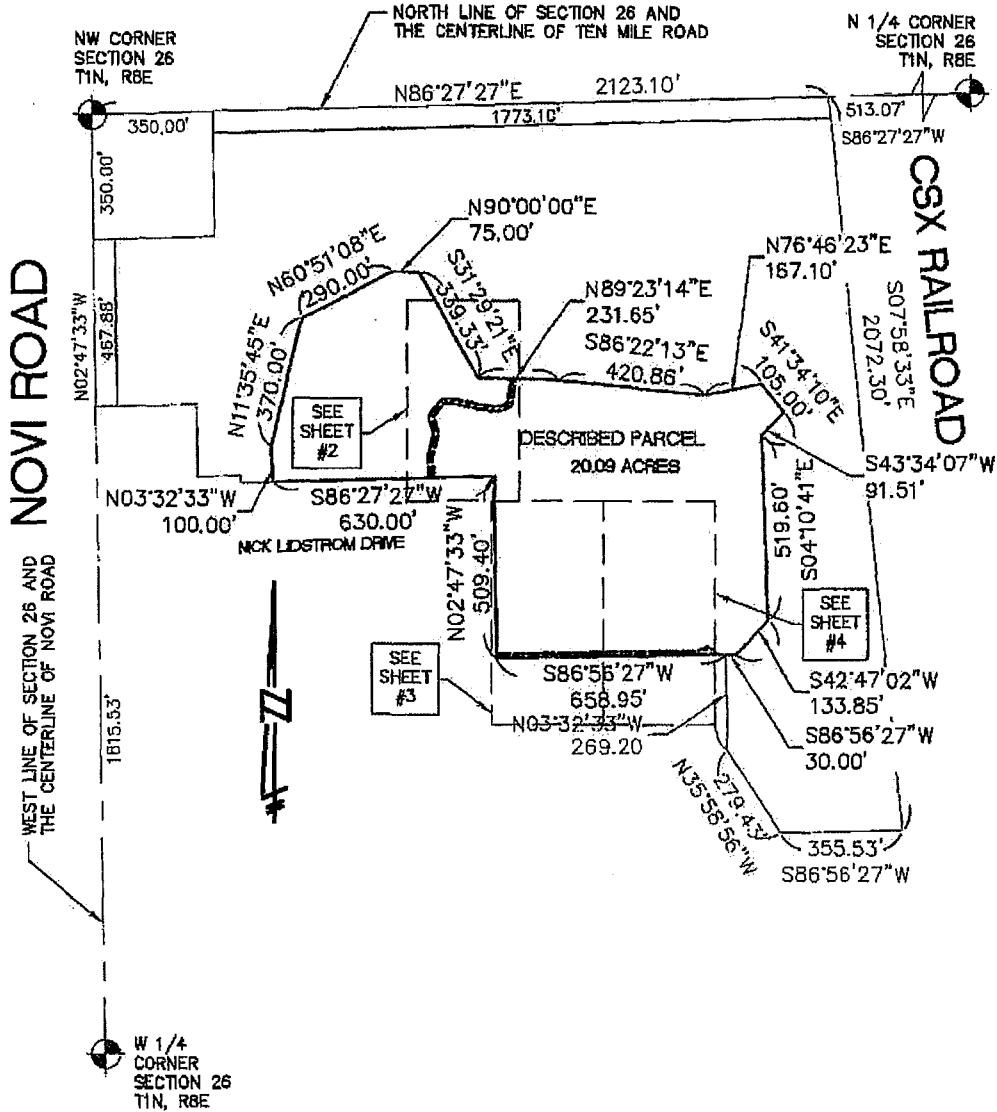 NORTH LINE OF SECTION 26 AND
THE CENTERLINE OF TEN MILE ROAD
NW CORNER
SECTION 26
T1N, R8E
N 1/4 CORNER
SECTION 26
T1N, R8E
N86°27'27"E 2123.10'
350.00'
1773.10'
513.07'
S86°27'27"W
350.00'
CSX RAILROAD
N90°00'00"E
75.00'
N60°51'08"E
290.00'
S31°29'21"E
339.33'
N76°46'23"E
167.10'
N89°23'14"E
231.65'
S07°58'33"E
2072.30'
NOVI ROAD
N02°47'33"W
467.88'
N11°35'45"E
370.00'
S86°22'13"E
420.86'
S41°34'10"E
105.00'
SEE
SHEET
#2
DESCRIBED PARCEL
20.09 ACRES
S43°34'07"W
91.51'
N03°32'33"W
100.00'
S86°27'27"W
630.00'
NICK LIDSTROM DRIVE
N02°47'33"W
509.40'
519.60'
S04°10'41"E
WEST LINE OF SECTION 26 AND
THE CENTERLINE OF NOVI ROAD
SEE
SHEET
#4
SEE
SHEET
#3
S86°56'27"W
658.95'
S42°47'02"W
133.85'
N03°32'33"W
269.20
S86°56'27"W
30.00'
1815.53'
279.43'
N35°58'56"W
355.53'
S86°56'27"W
W 1/4
CORNER
SECTION 26
T1N, R8E